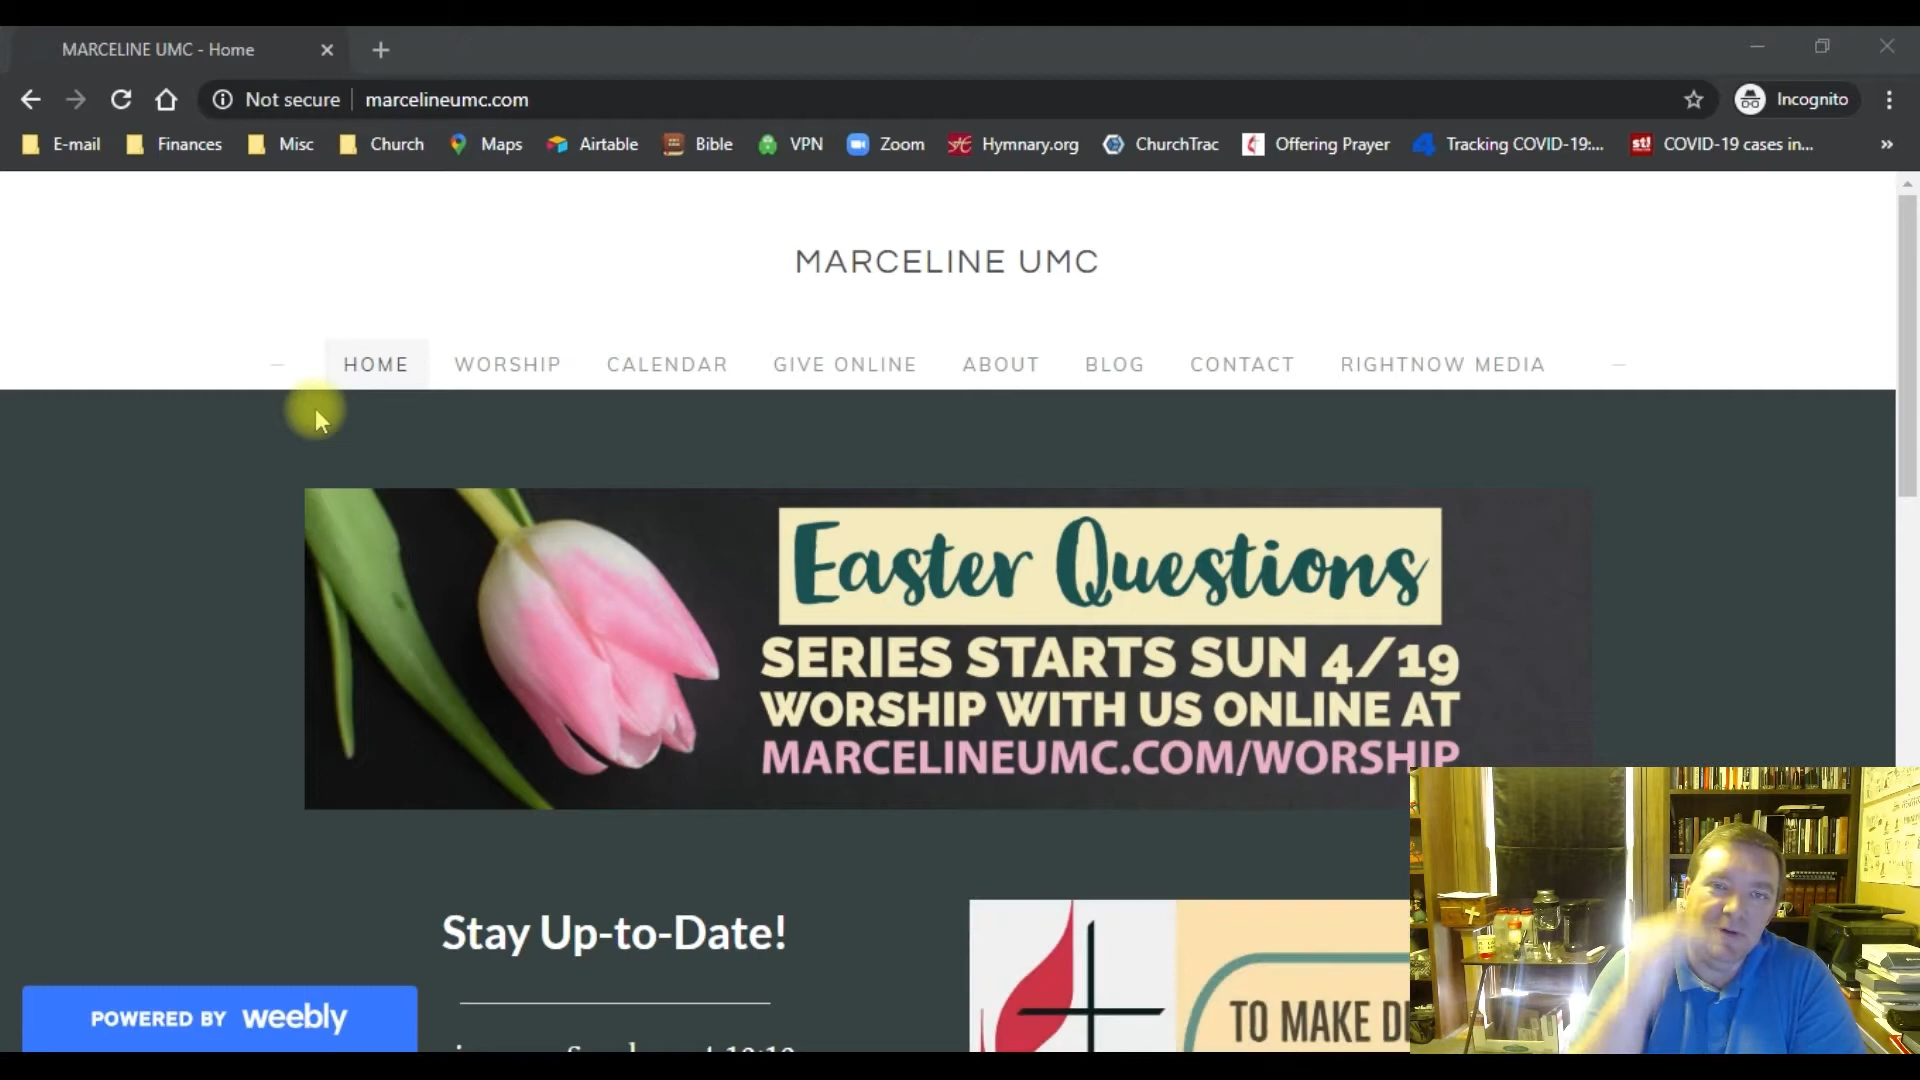 MARCELINE UMC - Home
Not secure marcelineumc.com
Incognito
E-mail Finances Misc Church Maps Airtable Bible VPN Zoom Hymnary.org ChurchTrac Offering Prayer Tracking COVID-19:... COVID-19 cases in... »
MARCELINE UMC
HOME WORSHIP CALENDAR GIVE ONLINE ABOUT BLOG CONTACT RIGHTNOW MEDIA
Easter Questions
SERIES STARTS SUN 4/19
WORSHIP WITH US ONLINE AT
MARCELINEUMC.COM/WORSHIP
Stay Up-to-Date!
TO MAKE
POWERED BY weebly